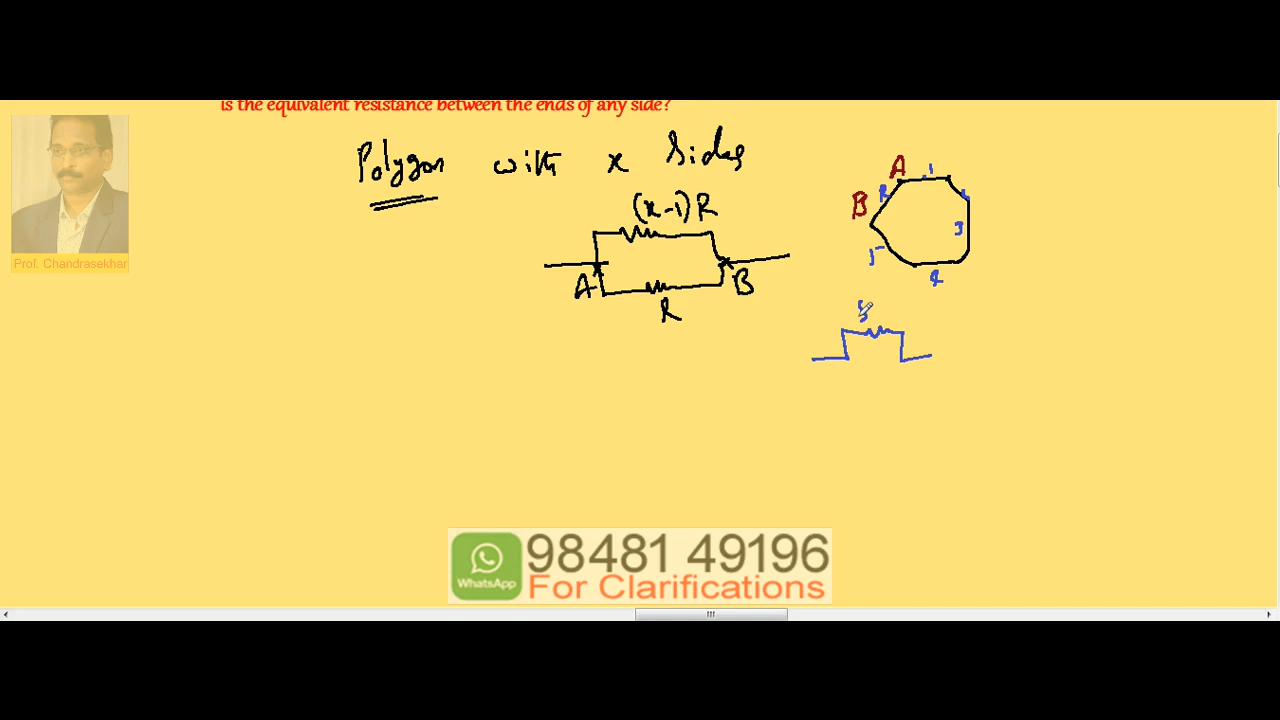 is the equivalent resistance between the ends of any side?
Polygon with x sides
(x-1) R
A
B
R
A
1
R
B
3
5
4
Prof. Chandrasekhar
WhatsApp
98481 49196
For Clarifications